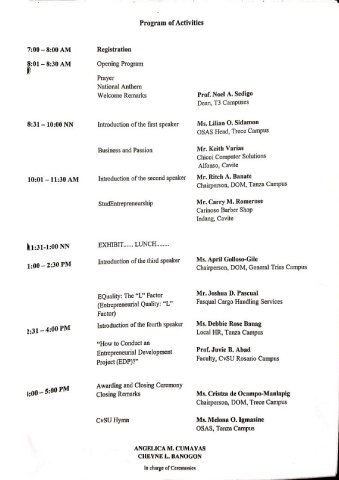 Program of Activities
7:00 – 8:00 AM Registration
8:01 – 8:30 AM Opening Program
Prayer
National Anthem
Welcome Remarks Prof. Noel A. Sedigo
Dean, T3 Campuses
8:31 – 10:00 NN Introduction of the first speaker Ms. Lilian O. Sidamon
OSAS Head, Trece Campus
Business and Passion Mr. Keith Varias
Chicoi Computer Solutions
Alfonso, Cavite
10:01 – 11:30 AM Introduction of the second speaker Mr. Ritch A. Banate
Chairperson, DOM, Tanza Campus
StudEntrepreneurship Mr. Carry M. Romeroso
Carinoso Barber Shop
Indang, Cavite
11:31-1:00 NN EXHIBIT...... LUNCH........
1:00 – 2:30 PM Introduction of the third speaker Ms. April Golloso-Gile
Chairperson, DOM, General Trias Campus
EQuality: The "L" Factor Mr. Joshua D. Pascual
(Entrepreneurial Quality: "L" Fasqual Cargo Handling Services
Factor)
2:31 – 4:00 PM Introduction of the fourth speaker Ms. Debbie Rose Banag
Local HR, Tanza Campus
"How to Conduct an
Entrepreneurial Development Prof. Juvie B. Abad
Project (EDP)?" Faculty, CvSU Rosario Campus
4:00 – 5:00 PM Awarding and Closing Ceremony
Closing Remarks Ms. Cristza de Ocampo-Manlapig
Chairperson, DOM, Trece Campus
CvSU Hymn Ms. Melona O. Igmasine
OSAS, Tanza Campus
ANGELICA M. CUMAYAS
CHEYNE L. BANOGON
In charge of Ceremonies